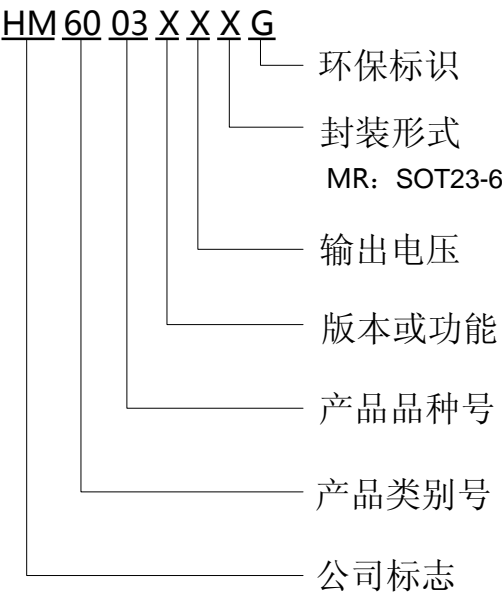 HM 60 03 X X X G
环保标识
封装形式
MR：SOT23-6
输出电压
版本或功能
产品品种号
产品类别号
公司标志